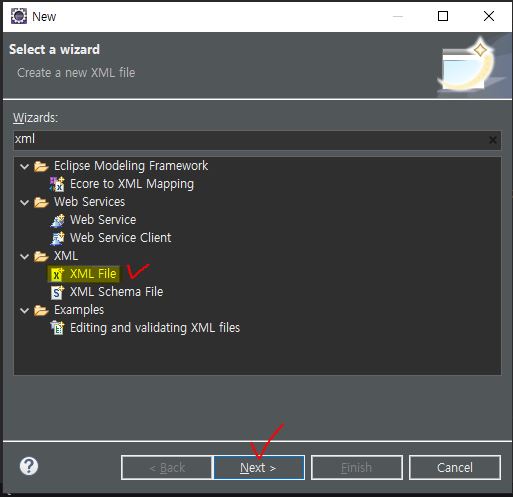 New
Select a wizard
Create a new XML file
Wizards:
xml
Eclipse Modeling Framework
Ecore to XML Mapping
Web Services
Web Service
Web Service Client
XML
XML File
XML Schema File
Examples
Editing and validating XML files
< Back
Next >
Finish
Cancel